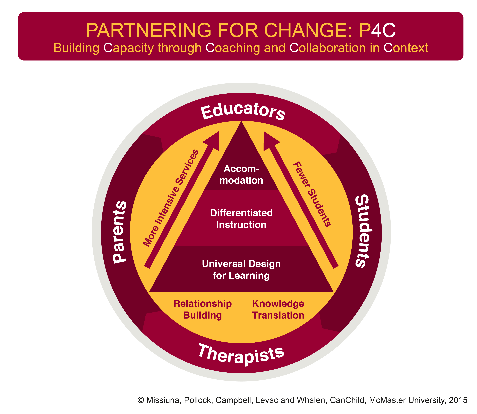 PARTNERING FOR CHANGE: P4C
Building Capacity through Coaching and Collaboration in Context
Educators
Parents
Students
Therapists
More Intensive Services
Fewer Students
Accom-
modation
Differentiated
Instruction
Universal Design
for Learning
Relationship
Building
Knowledge
Translation
© Missiuna, Pollock, Campbell, Levac and Whalen, CanChild, McMaster University, 2015